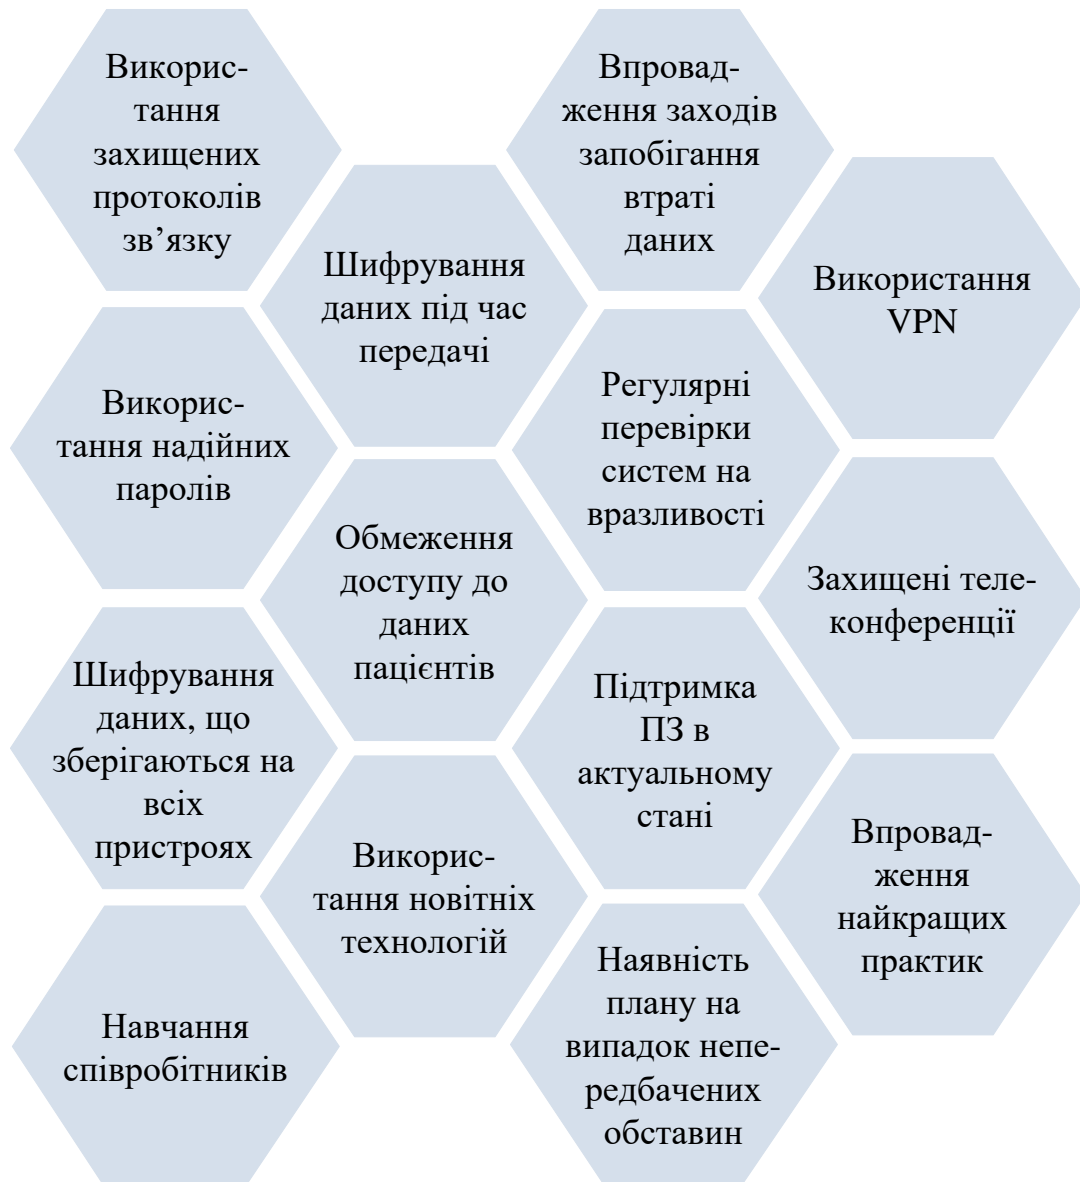 Викорис-
тання
захищених
протоколів
зв’язку
Впровад-
ження заходів
запобігання
втраті
даних
Шифрування
даних під час
передачі
Використання
VPN
Викорис-
тання надійних
паролів
Регулярні
перевірки
систем на
вразливості
Обмеження
доступу до
даних
пацієнтів
Захищені теле-
конференції
Шифрування
даних, що
зберігаються на
всіх
пристроях
Підтримка
ПЗ в
актуальному
стані
Викорис-
тання новітніх
технологій
Впровад-
ження
найкращих
практик
Навчання
співробітників
Наявність
плану на
випадок непе-
редбачених
обставин